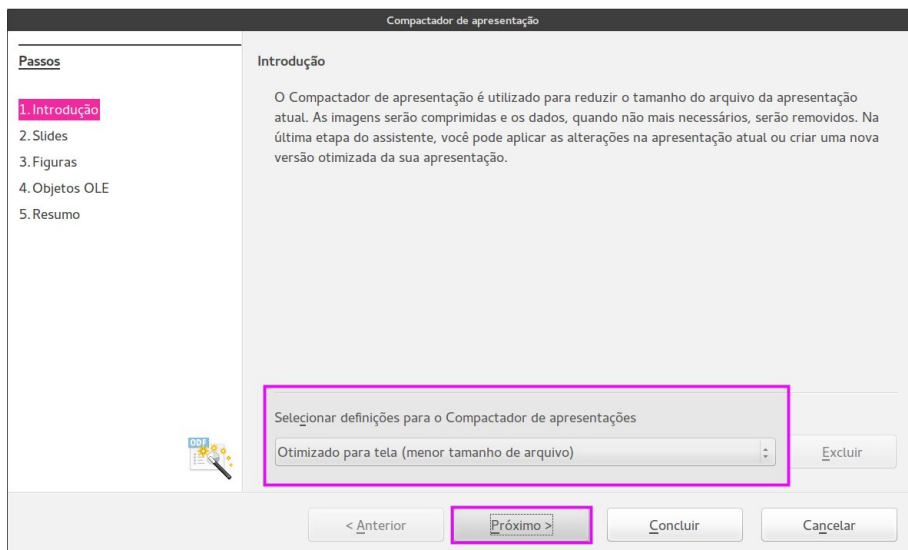 Compactador de apresentação
Passos
1. Introdução
2. Slides
3. Figuras
4. Objetos OLE
5. Resumo
Introdução
O Compactador de apresentação é utilizado para reduzir o tamanho do arquivo da apresentação
atual. As imagens serão comprimidas e os dados, quando não mais necessários, serão removidos. Na
última etapa do assistente, você pode aplicar as alterações na apresentação atual ou criar uma nova
versão otimizada da sua apresentação.
Selecionar definições para o Compactador de apresentações
Otimizado para tela (menor tamanho de arquivo)
Excluir
ODF
< Anterior
Próximo >
Concluir
Cancelar